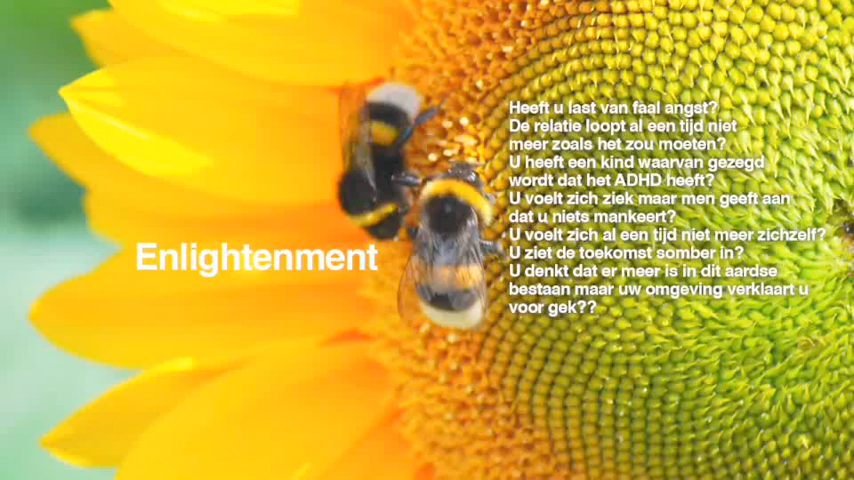 Enlightenment
Heeft u last van faal angst?
De relatie loopt al een tijd niet
meer zoals het zou moeten?
U heeft een kind waarvan gezegd
wordt dat het ADHD heeft?
U voelt zich ziek maar men geeft aan
dat u niets mankeert?
U voelt zich al een tijd niet meer zichzelf?
U ziet de toekomst somber in?
U denkt dat er meer is in dit aardse
bestaan maar uw omgeving verklaart u
voor gek??